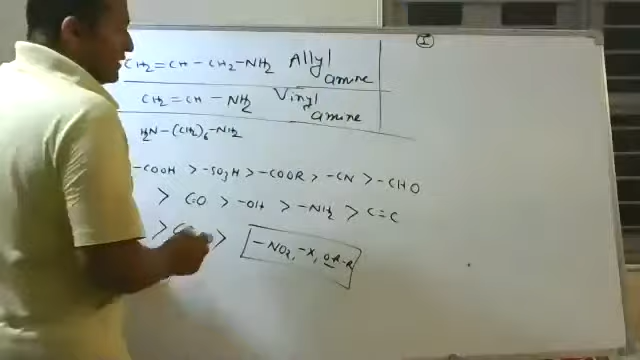 I
CH2=CH-CH2-NH2 Allyl amine
CH2=CH-NH2 Vinyl amine
H2N-(CH2)6-NH2
-COOH >-SO3H >-COOR >-CN >-CHO
> C=O > -OH > -NH2 > C=C
> C >
-NO2, -X, OR-R